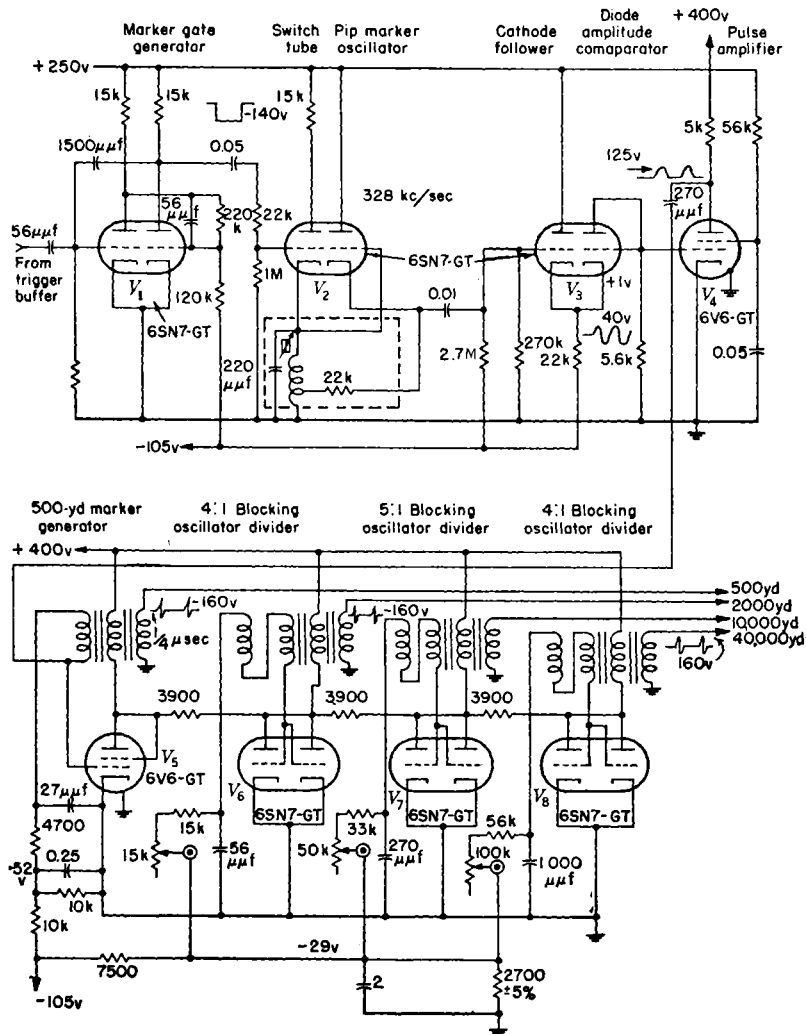 Marker gate generator
Switch tube
Pip marker oscillator
Cathode follower
Diode amplitude comaparator
+400v
Pulse amplifier
+250v
15k
15k
-140v
15k
5k
56k
1500μμf
0.05
125v
270 μμf
56 μμf
220 k
22k
328 kc/sec
56μμf
From trigger buffer
V1
6SN7-GT
120k
1M
V2
6SN7-GT
V3
+1v
V4
6V6-GT
0.01
40v
220 μμf
22k
2.7M
270k
22k
5.6k
0.05
-105v
500-yd marker generator
4:1 Blocking oscillator divider
5:1 Blocking oscillator divider
4:1 Blocking oscillator divider
+400v
-160v
1/4μsec
-160v
500yd
2000yd
10,000yd
40,000yd
160v
3900
3900
3900
V5
6V6-GT
V6
6SN7-GT
V7
6SN7-GT
V8
6SN7-GT
27μμf
4700
15k
15k
56 μμf
33k
50k
270 μμf
56k
100k
1000 μμf
-52 v
0.25
10k
10k
-29v
7500
2
2700 ±5%
-105v